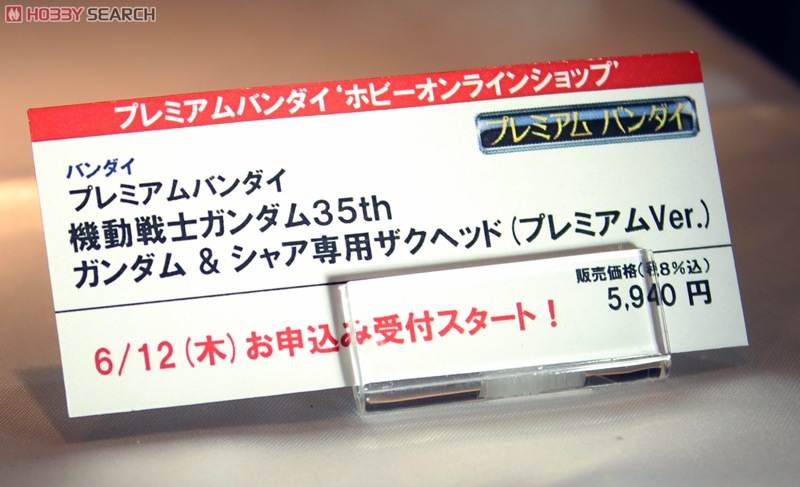 HOBBY SEARCH
プレミアムバンダイ‘ホビーオンラインショップ’
プレミアム バンダイ
バンダイ
プレミアムバンダイ
機動戦士ガンダム35th
ガンダム & シャア専用ザクヘッド(プレミアムVer.)
販売価格(税8%込)
5,940 円
6/12(木)お申込み受付スタート!